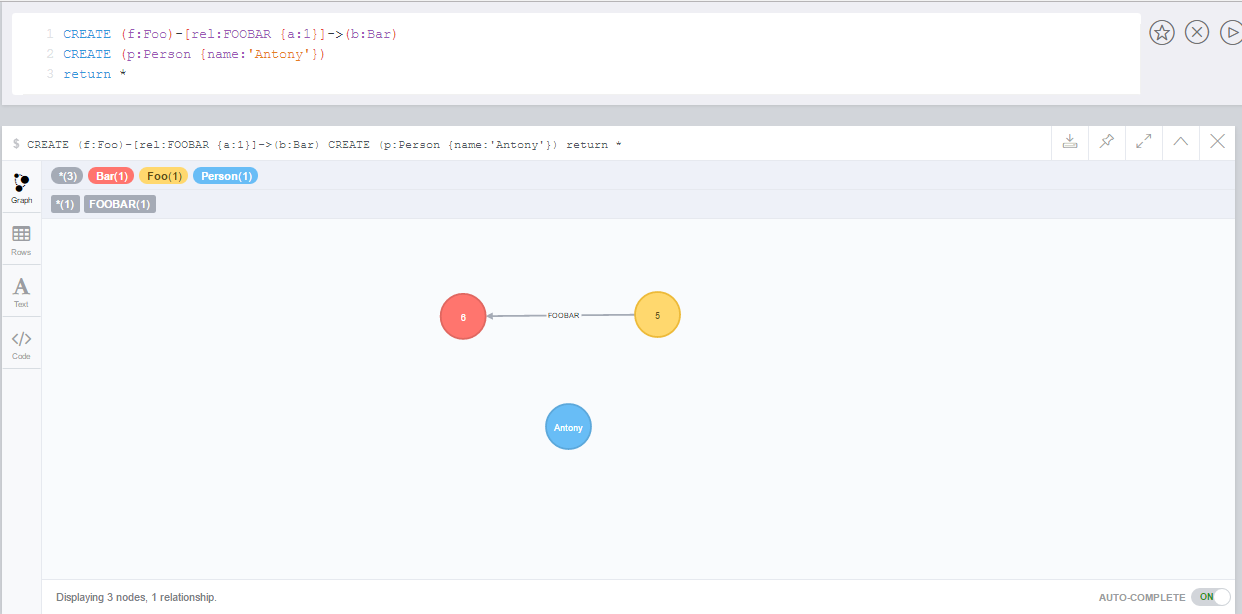 1 CREATE (f:Foo)-[rel:FOOBAR {a:1}]->(b:Bar)
2 CREATE (p:Person {name:'Antony'})
3 return *
$ CREATE (f:Foo)-[rel:FOOBAR {a:1}]->(b:Bar) CREATE (p:Person {name:'Antony'}) return *
*(3) Bar(1) Foo(1) Person(1)
Graph
*(1) FOOBAR(1)
Rows
A
Text
</>
Code
6 FOOBAR 5
Antony
Displaying 3 nodes, 1 relationship.
AUTO-COMPLETE ON